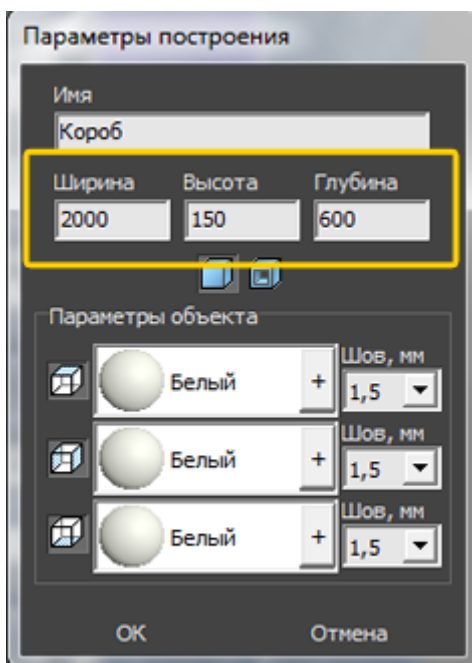 Параметры построения
Имя
Короб
Ширина Высота Глубина
2000 150 600
Параметры объекта
Шов, мм
Белый + 1,5
Шов, мм
Белый + 1,5
Шов, мм
Белый + 1,5
ОК Отмена